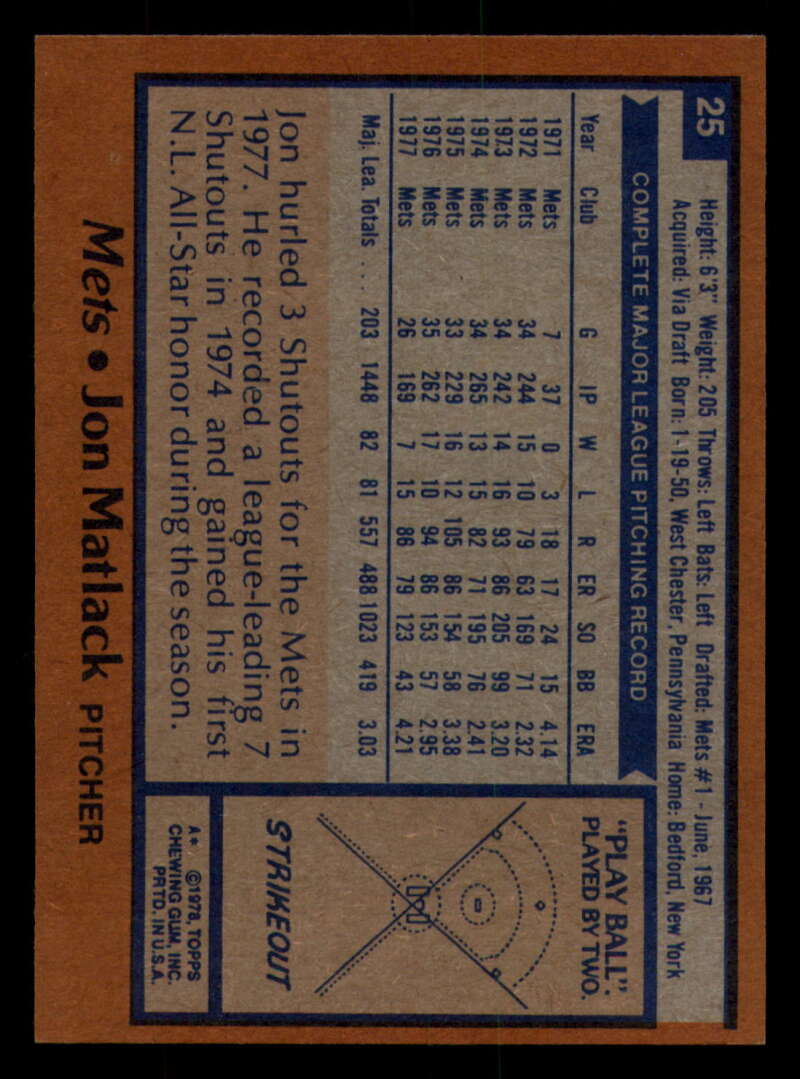 25
Height: 6'3" Weight: 205 Throws: Left Bats: Left Drafted: Mets #1 - June, 1967
Acquired: Via Draft Born: 1-19-50, West Chester, Pennsylvania Home: Bedford, New York
COMPLETE MAJOR LEAGUE PITCHING RECORD
Year Club G IP W L R ER SO BB ERA
1971 Mets 7 37 0 3 18 17 24 15 4.14
1972 Mets 34 244 15 10 79 63 169 71 2.32
1973 Mets 34 242 14 16 93 86 205 99 3.20
1974 Mets 34 265 13 15 82 71 195 76 2.41
1975 Mets 33 229 16 12 105 86 154 58 3.38
1976 Mets 35 262 17 10 94 86 153 57 2.95
1977 Mets 26 169 7 15 86 79 123 43 4.21
Maj. Lea. Totals . . . 203 1448 82 81 557 488 1023 419 3.03
Jon hurled 3 Shutouts for the Mets in
1977. He recorded a league-leading 7
Shutouts in 1974 and gained his first
N.L. All-Star honor during the season.
"PLAY BALL":
PLAYED BY TWO.
STRIKEOUT
A* ©1978, TOPPS
CHEWING GUM, INC.
PRTD. IN U.S.A.
Mets • Jon Matlack PITCHER